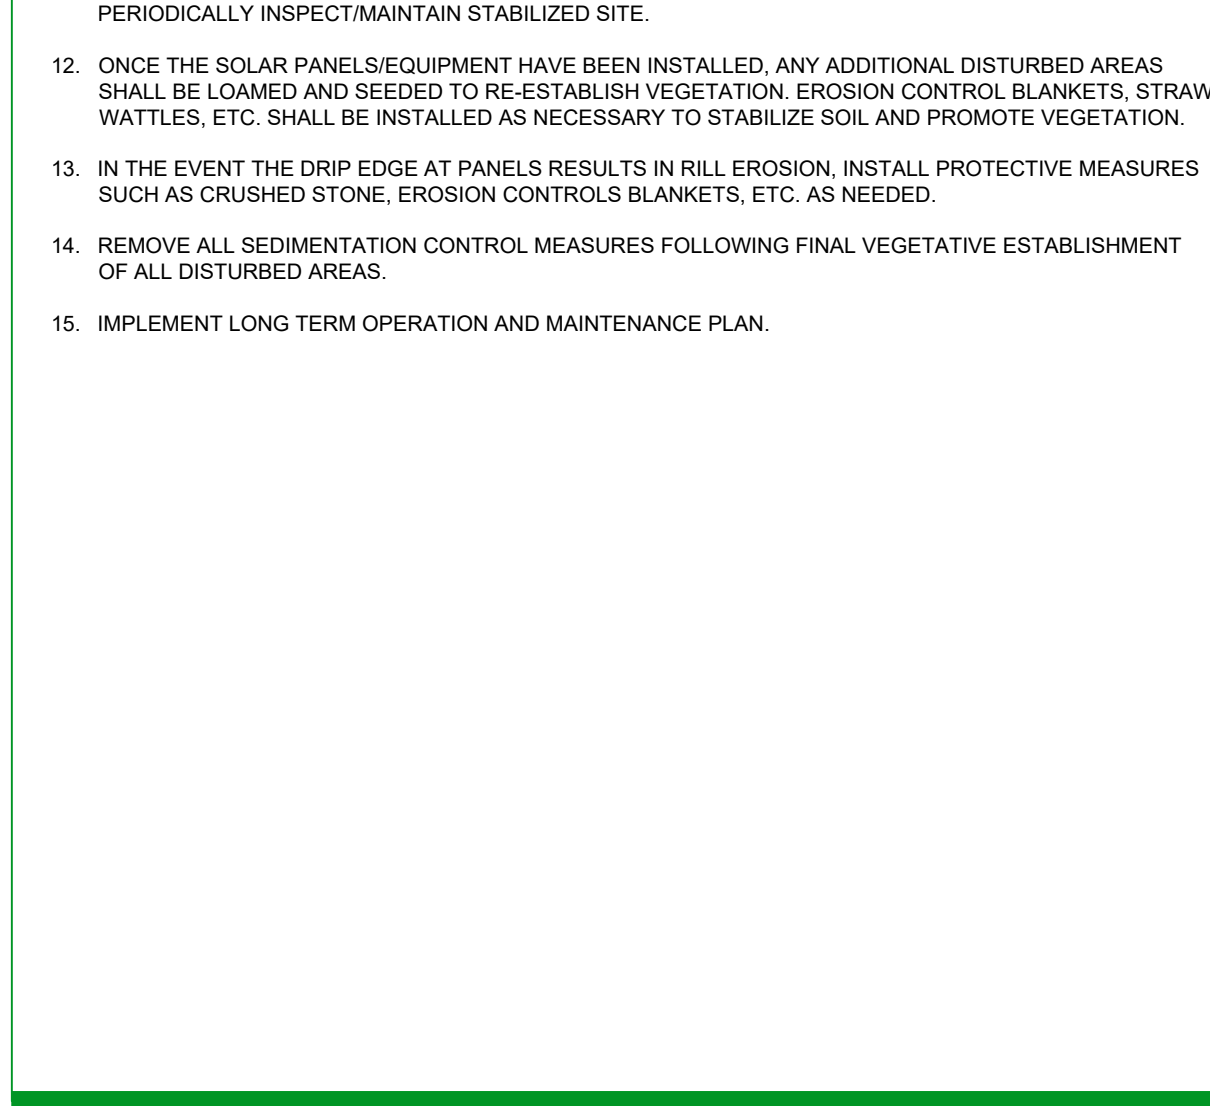 PERIODICALLY INSPECT/MAINTAIN STABILIZED SITE.
12. ONCE THE SOLAR PANELS/EQUIPMENT HAVE BEEN INSTALLED, ANY ADDITIONAL DISTURBED AREAS
SHALL BE LOAMED AND SEEDED TO RE-ESTABLISH VEGETATION. EROSION CONTROL BLANKETS, STRAW
WATTLES, ETC. SHALL BE INSTALLED AS NECESSARY TO STABILIZE SOIL AND PROMOTE VEGETATION.
13. IN THE EVENT THE DRIP EDGE AT PANELS RESULTS IN RILL EROSION, INSTALL PROTECTIVE MEASURES
SUCH AS CRUSHED STONE, EROSION CONTROLS BLANKETS, ETC. AS NEEDED.
14. REMOVE ALL SEDIMENTATION CONTROL MEASURES FOLLOWING FINAL VEGETATIVE ESTABLISHMENT
OF ALL DISTURBED AREAS.
15. IMPLEMENT LONG TERM OPERATION AND MAINTENANCE PLAN.